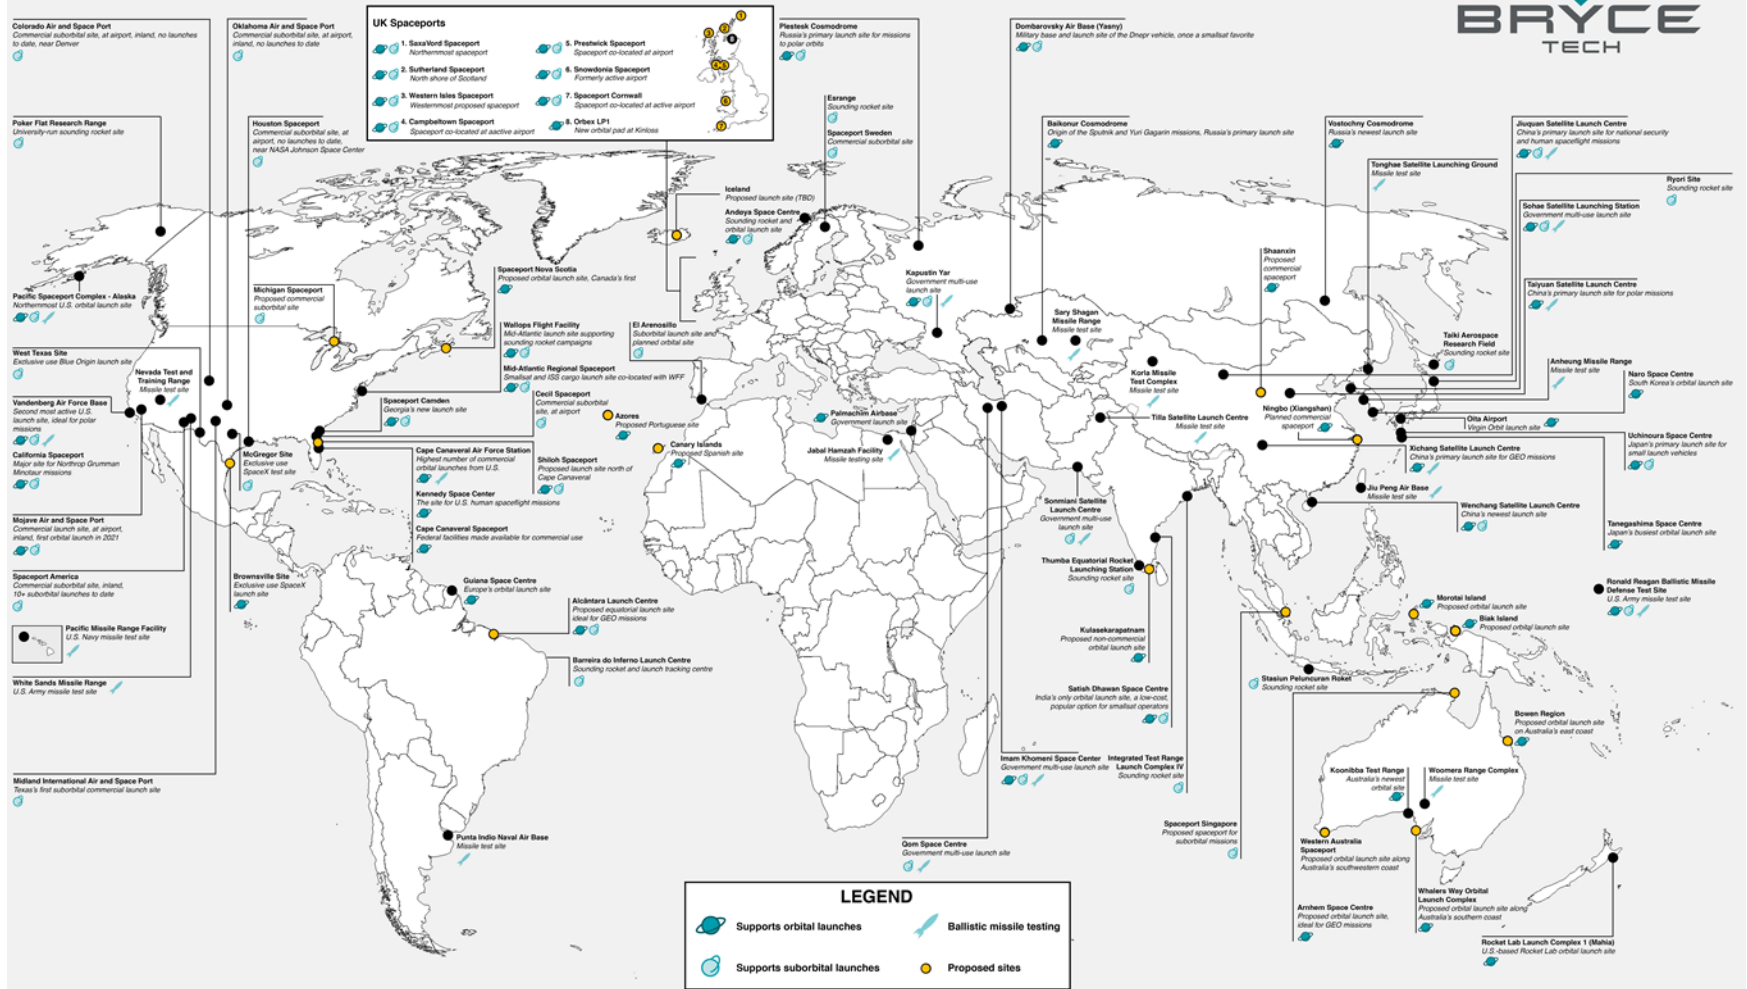 Colorado Air and Space Port
Commercial suborbital site, at airport, inland, no launches
to date, near Denver
Oklahoma Air and Space Port
Commercial suborbital site, at airport,
inland, no launches to date
UK Spaceports
1. SaxaVord Spaceport
Northernmost spaceport
2. Sutherland Spaceport
North shore of Scotland
3. Western Isles Spaceport
Westernmost proposed spaceport
4. Campbeltown Spaceport
Spaceport co-located at aactive airport
5. Prestwick Spaceport
Spaceport co-located at airport
6. Snowdonia Spaceport
Formerly active airport
7. Spaceport Cornwall
Spaceport co-located at active airport
8. Orbex LP1
New orbital pad at Kinloss
1
2
3
8
4 5
6
7
Plestesk Cosmodrome
Russia's primary launch site for missions
to polar orbits
Dombarovsky Air Base (Yasny)
Military base and launch site of the Dnepr vehicle, once a smallsat favorite
BRYCE
TECH
Poker Flat Research Range
University-run sounding rocket site
Houston Spaceport
Commercial suborbital site, at
airport, no launches to date,
near NASA Johnson Space Center
Esrange
Sounding rocket site
Spaceport Sweden
Commercial suborbital site
Baikonur Cosmodrome
Origin of the Sputnik and Yuri Gagarin missions, Russia's primary launch site
Vostochny Cosmodrome
Russia's newest launch site
Jiuquan Satellite Launch Centre
China's primary launch site for national security
and human spaceflight missions
Tonghae Satellite Launching Ground
Missile test site
Ryori Site
Sounding rocket site
Iceland
Proposed launch site (TBD)
Andoya Space Centre
Sounding rocket and
orbital launch site
Sohae Satellite Launching Station
Government multi-use launch site
Shaanxin
Proposed
commercial
spaceport
Pacific Spaceport Complex - Alaska
Northernmost U.S. orbital launch site
Spaceport Nova Scotia
Proposed orbital launch site, Canada's first
Michigan Spaceport
Proposed commercial
suborbital site
Kapustin Yar
Government multi-use
launch site
Taiyuan Satellite Launch Centre
China's primary launch site for polar missions
Wallops Flight Facility
Mid-Atlantic launch site supporting
sounding rocket campaigns
El Arenosillo
Suborbital launch site and
planned orbital site
Sary Shagan
Missile Range
Missile test site
Taiki Aerospace
Research Field
Sounding rocket site
West Texas Site
Exclusive use Blue Origin launch site
Nevada Test and
Training Range
Missile test site
Mid-Atlantic Regional Spaceport
Smallsat and ISS cargo launch site co-located with WFF
Korla Missile
Test Complex
Missile test site
Anheung Missile Range
Missile test site
Naro Space Centre
South Korea's orbital launch site
Vandenberg Air Force Base
Second most active U.S.
launch site, ideal for polar
missions
Spaceport Camden
Georgia's new launch site
Cecil Spaceport
Commercial suborbital
site, at airport
Azores
Proposed Portuguese site
Palmachim Airbase
Government launch site
Tilla Satellite Launch Centre
Missile test site
Ningbo (Xiangshan)
Planned commercial
spaceport
Oita Airport
Virgin Orbit launch site
Uchinoura Space Centre
Japan's primary launch site for
small launch vehicles
California Spaceport
Major site for Northrop Grumman
Minotaur missions
McGregor Site
Exclusive use
SpaceX test site
Cape Canaveral Air Force Station
Highest number of commercial
orbital launches from U.S.
Shiloh Spaceport
Proposed launch site north of
Cape Canaveral
Canary Islands
Proposed Spanish site
Jabal Hamzah Facility
Missile testing site
Xichang Satellite Launch Centre
China's primary launch site for GEO missions
Kennedy Space Center
The site for U.S. human spaceflight missions
Sonmiani Satellite
Launch Centre
Government multi-use
launch site
Jiu Peng Air Base
Missile test site
Wenchang Satellite Launch Centre
China's newest launch site
Mojave Air and Space Port
Commercial launch site, at airport,
inland, first orbital launch in 2021
Cape Canaveral Spaceport
Federal facilities made available for commercial use
Tanegashima Space Centre
Japan's busiest orbital launch site
Spaceport America
Commercial suborbital site, inland,
10+ suborbital launches to date
Brownsville Site
Exclusive use SpaceX
launch site
Guiana Space Centre
Europe's orbital launch site
Thumba Equatorial Rocket
Launching Station
Sounding rocket site
Ronald Reagan Ballistic Missile
Defense Test Site
U.S. Army missile test site
Alcântara Launch Centre
Proposed equatorial launch site
ideal for GEO missions
Morotai Island
Proposed orbital launch site
Biak Island
Proposed orbital launch site
Pacific Missile Range Facility
U.S. Navy missile test site
Kulasekarapatnam
Proposed non-commercial
orbital launch site
Barreira do Inferno Launch Centre
Sounding rocket and launch tracking centre
White Sands Missile Range
U.S. Army missile test site
Satish Dhawan Space Centre
India's only orbital launch site, a low-cost,
popular option for smallsat operators
Stasiun Peluncuran Roket
Sounding rocket site
Bowen Region
Proposed orbital launch site
on Australia's east coast
Midland International Air and Space Port
Texas's first suborbital commercial launch site
Imam Khomeni Space Center
Government multi-use launch site
Integrated Test Range
Launch Complex IV
Sounding rocket site
Koonibba Test Range
Australia's newest
orbital site
Woomera Range Complex
Missile test site
Punta Indio Naval Air Base
Missile test site
Qom Space Centre
Government multi-use launch site
Spaceport Singapore
Proposed spaceport for
suborbital missions
Western Australia
Spaceport
Proposed orbital launch site along
Australia's southwestern coast
Whalers Way Orbital
Launch Complex
Proposed orbital launch site along
Australia's southern coast
Arnhem Space Centre
Proposed orbital launch site,
ideal for GEO missions
Rocket Lab Launch Complex 1 (Mahia)
U.S.-based Rocket Lab orbital launch site
LEGEND
Supports orbital launches
Ballistic missile testing
Supports suborbital launches
Proposed sites